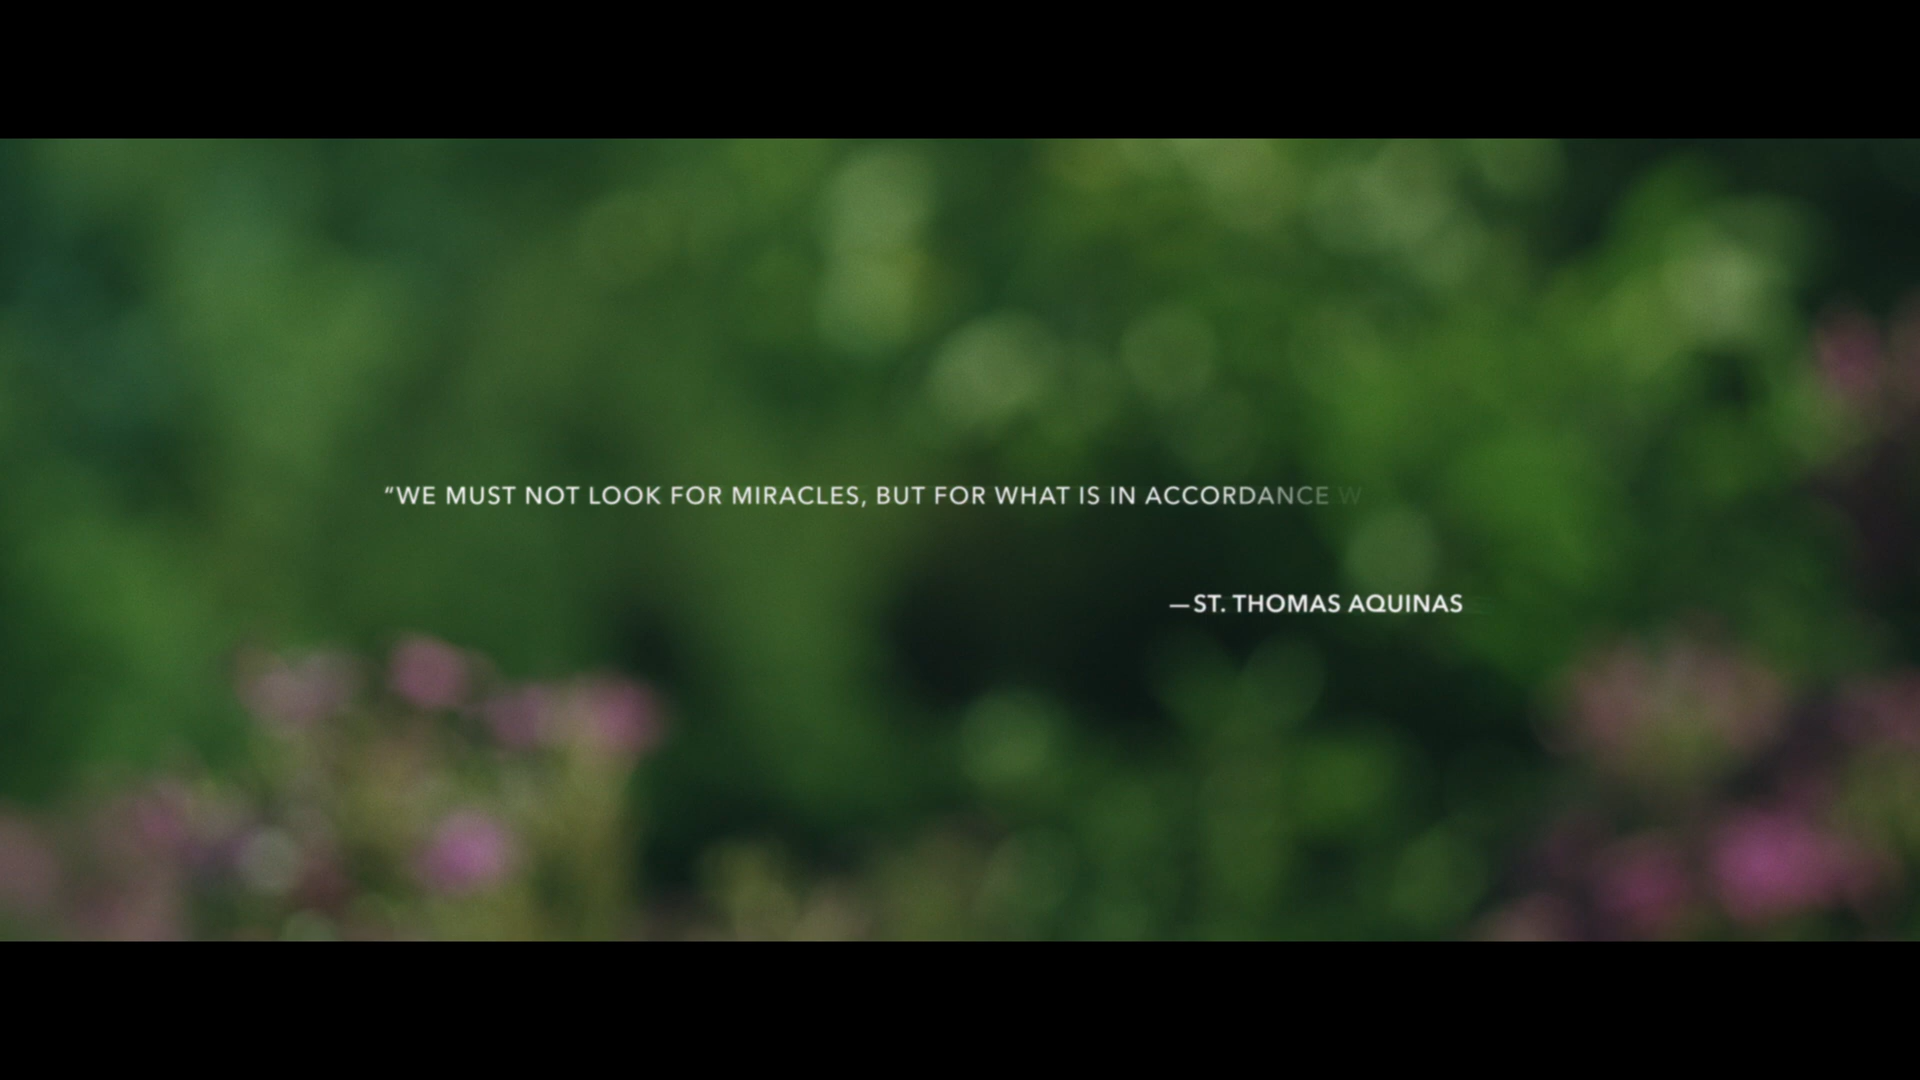 “WE MUST NOT LOOK FOR MIRACLES, BUT FOR WHAT IS IN ACCORDANCE W
—ST. THOMAS AQUINAS